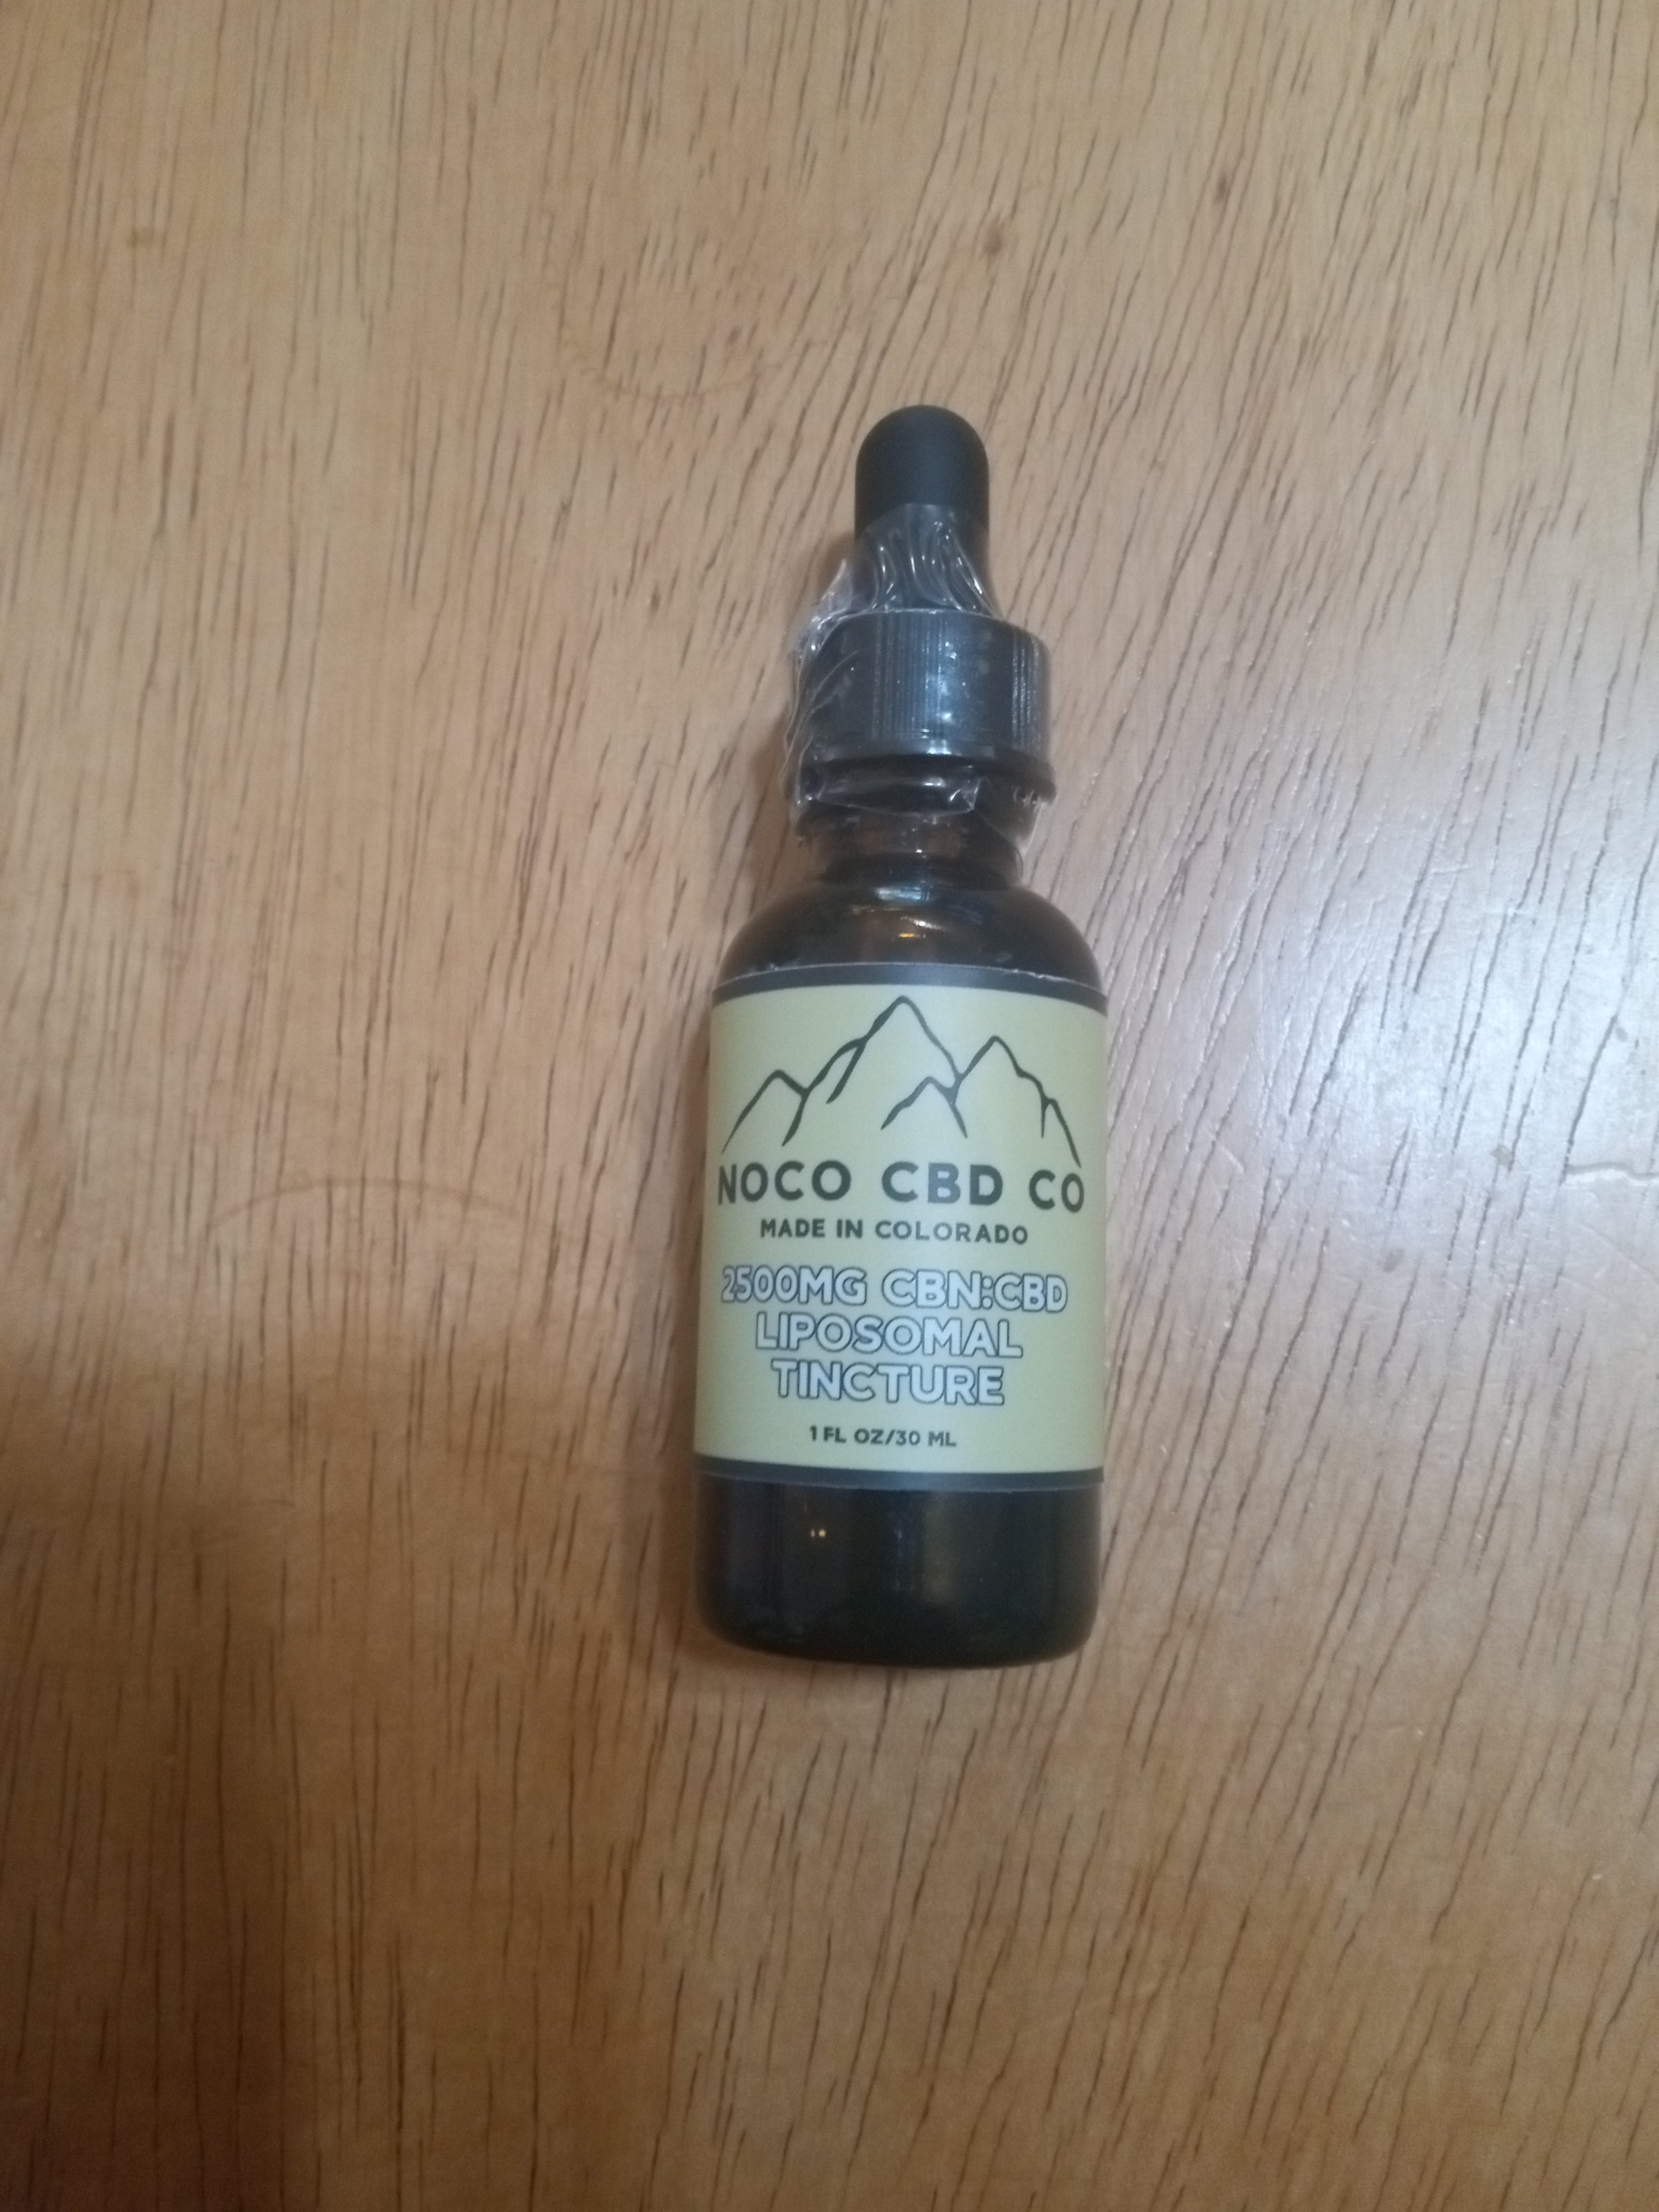 NOCO CBD CO
MADE IN COLORADO
2500MG CBN:CBD
LIPOSOMAL
TINCTURE
1 FL OZ/30 ML